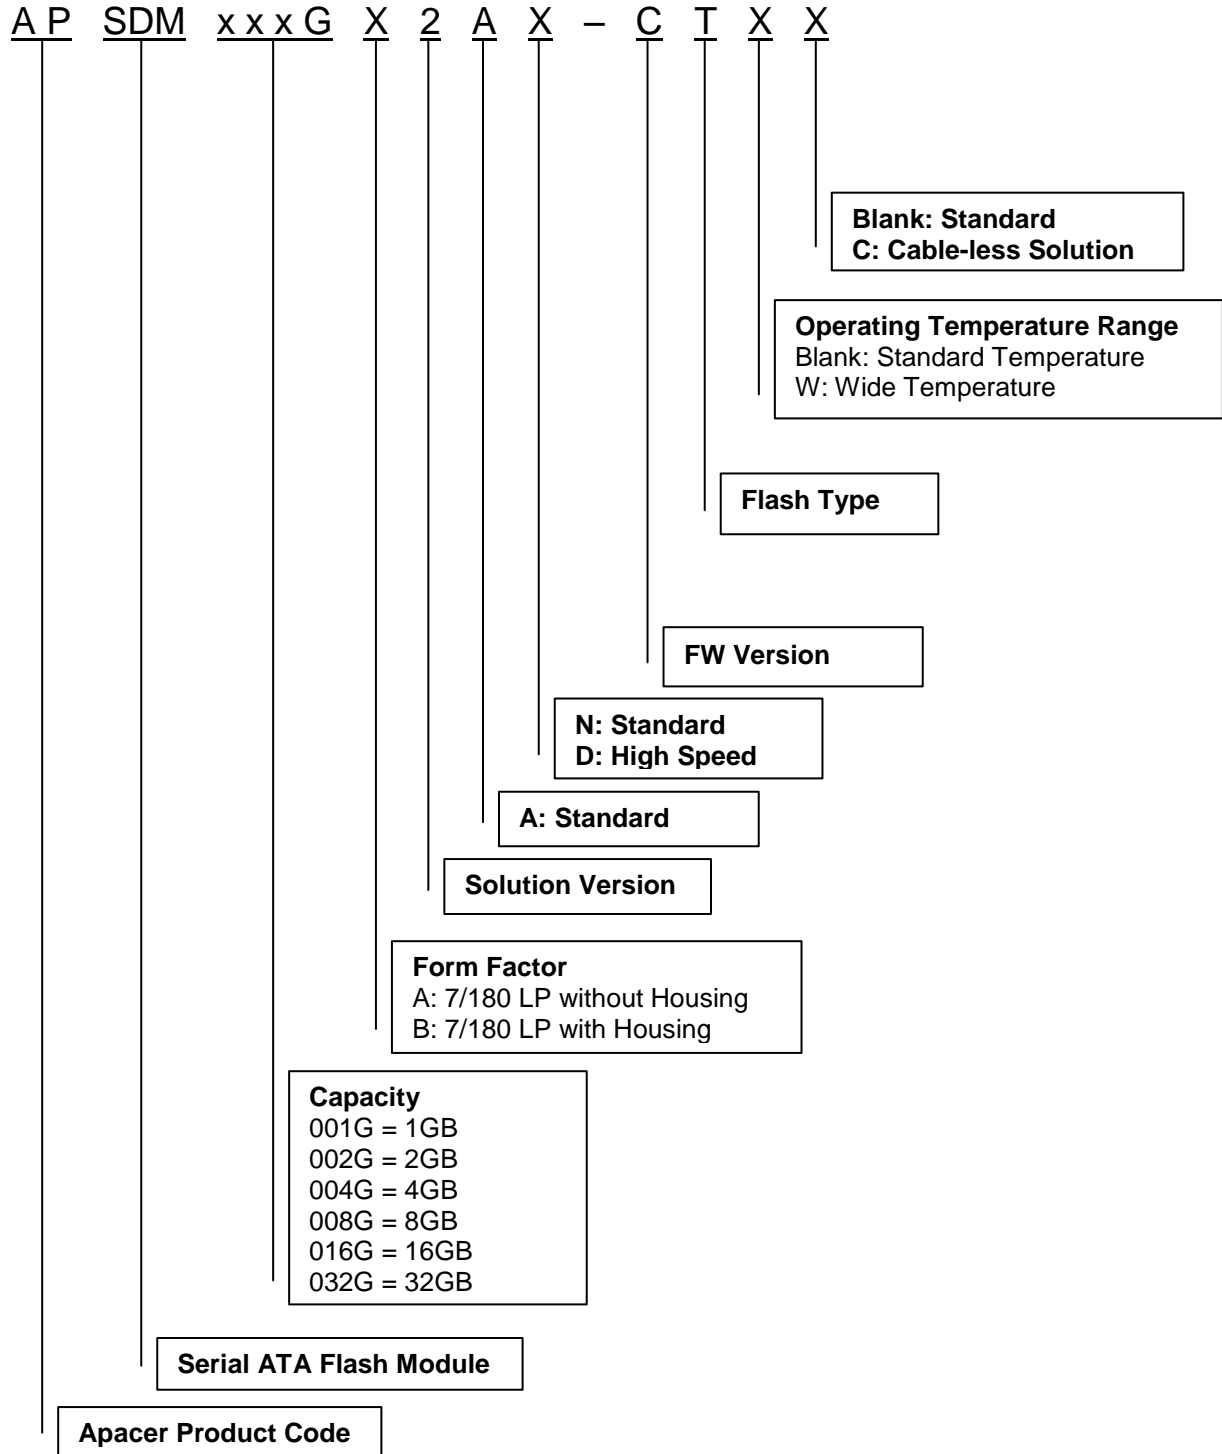 A P SDM x x x G X 2 A X – C T X X
Blank: Standard
C: Cable-less Solution
Operating Temperature Range
Blank: Standard Temperature
W: Wide Temperature
Flash Type
FW Version
N: Standard
D: High Speed
A: Standard
Solution Version
Form Factor
A: 7/180 LP without Housing
B: 7/180 LP with Housing
Capacity
001G = 1GB
002G = 2GB
004G = 4GB
008G = 8GB
016G = 16GB
032G = 32GB
Serial ATA Flash Module
Apacer Product Code